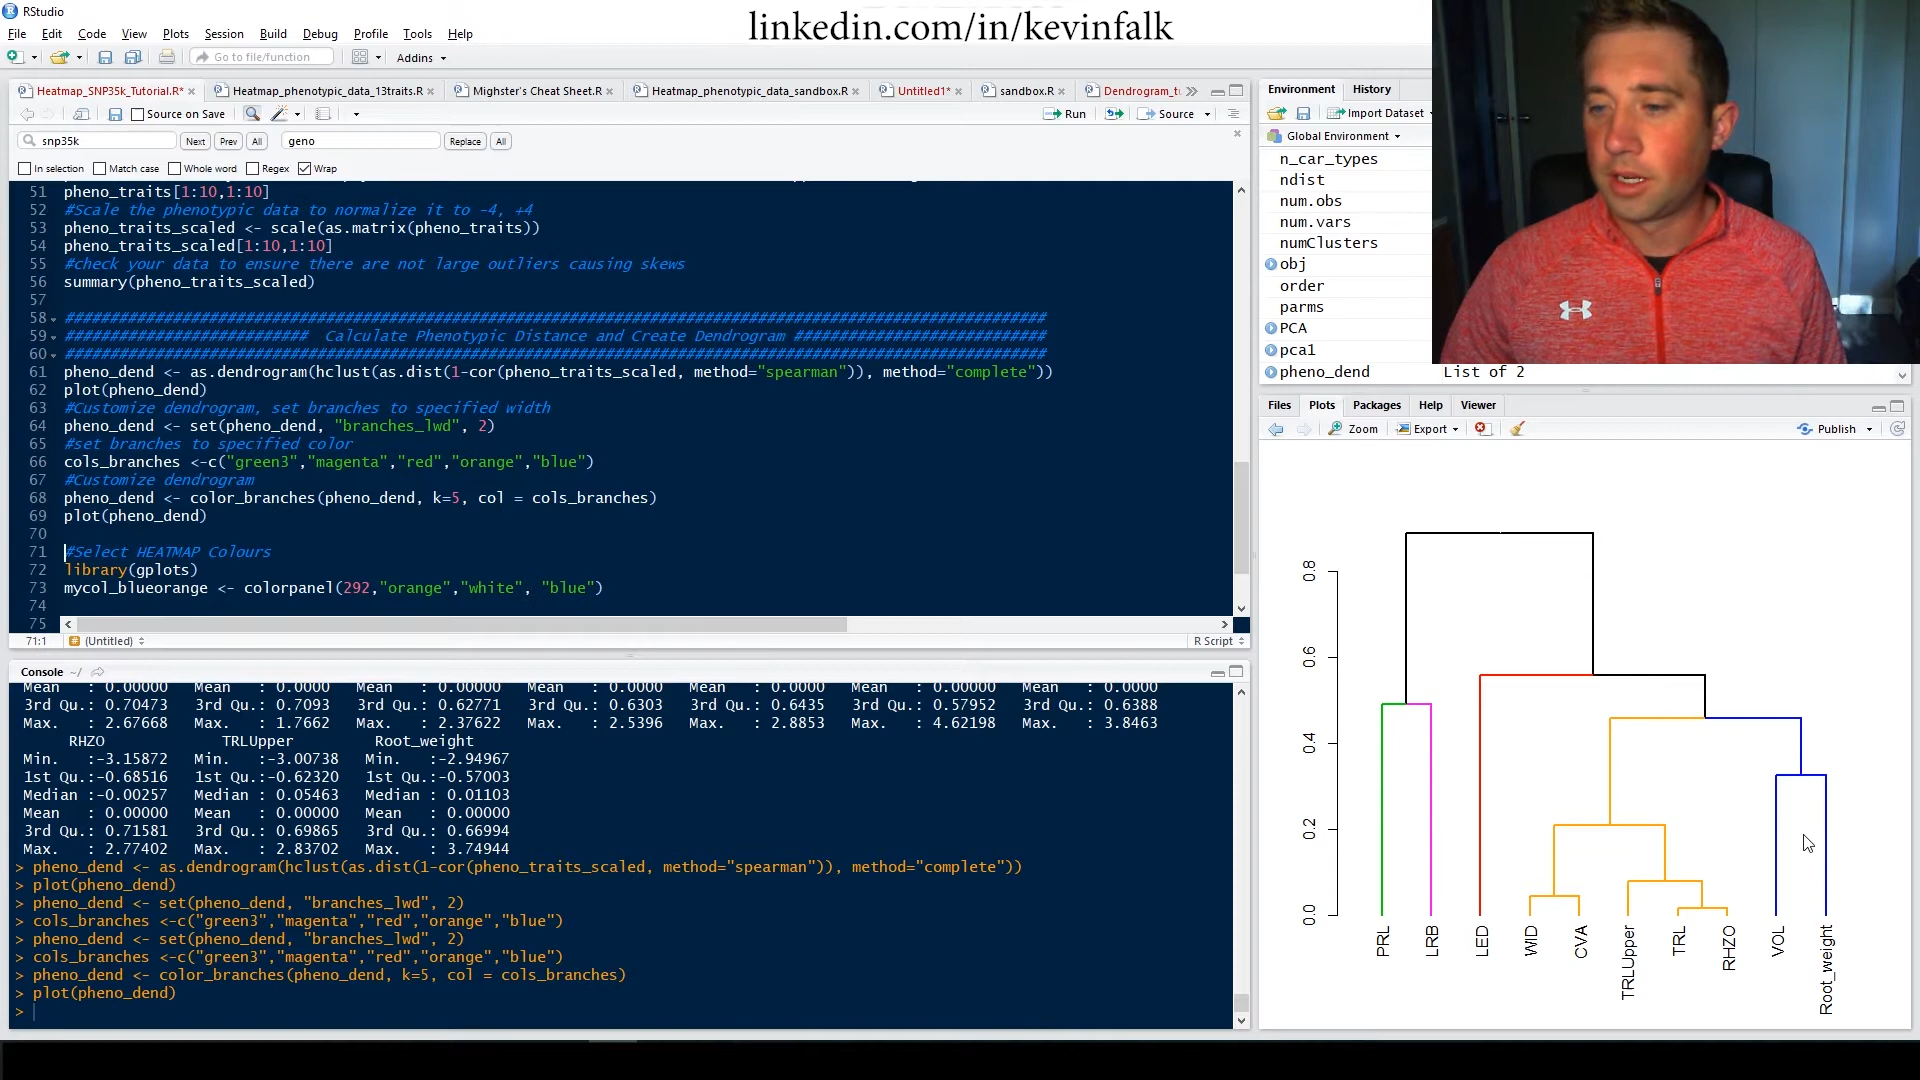 RStudio
linkedin.com/in/kevinfalk
File Edit Code View Plots Session Build Debug Profile Tools Help
Go to file/function Addins
Heatmap_SNP35k_Tutorial.R* Heatmap_phenotypic_data_13traits.R Mighster's Cheat Sheet.R Heatmap_phenotypic_data_sandbox.R Untitled1* sandbox.R Dendrogram_t
Source on Save Run Source
snp35k Next Prev All geno Replace All
In selection Match case Whole word Regex Wrap
51 pheno_traits[1:10,1:10]
52 #Scale the phenotypic data to normalize it to -4, +4
53 pheno_traits_scaled <- scale(as.matrix(pheno_traits))
54 pheno_traits_scaled[1:10,1:10]
55 #check your data to ensure there are not large outliers causing skews
56 summary(pheno_traits_scaled)
57
58
59 Calculate Phenotypic Distance and Create Dendrogram
60
61 pheno_dend <- as.dendrogram(hclust(as.dist(1-cor(pheno_traits_scaled, method="spearman")), method="complete"))
62 plot(pheno_dend)
63 #Customize dendrogram, set branches to specified width
64 pheno_dend <- set(pheno_dend, "branches_lwd", 2)
65 #set branches to specified color
66 cols_branches <-c("green3","magenta","red","orange","blue")
67 #Customize dendrogram
68 pheno_dend <- color_branches(pheno_dend, k=5, col = cols_branches)
69 plot(pheno_dend)
70
71 #Select HEATMAP Colours
72 library(gplots)
73 mycol_blueorange <- colorpanel(292,"orange","white", "blue")
74
75
71:1 (Untitled) R Script
Console ~/
Mean : 0.00000 Mean : 0.0000 Mean : 0.00000 Mean : 0.0000 Mean : 0.0000 Mean : 0.00000 Mean : 0.0000
3rd Qu.: 0.70473 3rd Qu.: 0.7093 3rd Qu.: 0.62771 3rd Qu.: 0.6303 3rd Qu.: 0.6435 3rd Qu.: 0.57952 3rd Qu.: 0.6388
Max. : 2.67668 Max. : 1.7662 Max. : 2.37622 Max. : 2.5396 Max. : 2.8853 Max. : 4.62198 Max. : 3.8463
RHZO TRLUpper Root_weight
Min. :-3.15872 Min. :-3.00738 Min. :-2.94967
1st Qu.:-0.68516 1st Qu.:-0.62320 1st Qu.:-0.57003
Median :-0.00257 Median : 0.05463 Median : 0.01103
Mean : 0.00000 Mean : 0.00000 Mean : 0.00000
3rd Qu.: 0.71581 3rd Qu.: 0.69865 3rd Qu.: 0.66994
Max. : 2.77402 Max. : 2.83702 Max. : 3.74944
> pheno_dend <- as.dendrogram(hclust(as.dist(1-cor(pheno_traits_scaled, method="spearman")), method="complete"))
> plot(pheno_dend)
> pheno_dend <- set(pheno_dend, "branches_lwd", 2)
> cols_branches <-c("green3","magenta","red","orange","blue")
> pheno_dend <- set(pheno_dend, "branches_lwd", 2)
> cols_branches <-c("green3","magenta","red","orange","blue")
> pheno_dend <- color_branches(pheno_dend, k=5, col = cols_branches)
> plot(pheno_dend)
>
Environment History
Import Dataset
Global Environment
n_car_types
ndist
num.obs
num.vars
numClusters
obj
order
parms
PCA
pca1
pheno_dend List of 2
Files Plots Packages Help Viewer
Zoom Export Publish
0.8
0.6
0.4
0.2
0.0
PRL
LRB
LED
WID
CVA
TRLUpper
TRL
RHZO
VOL
Root_weight